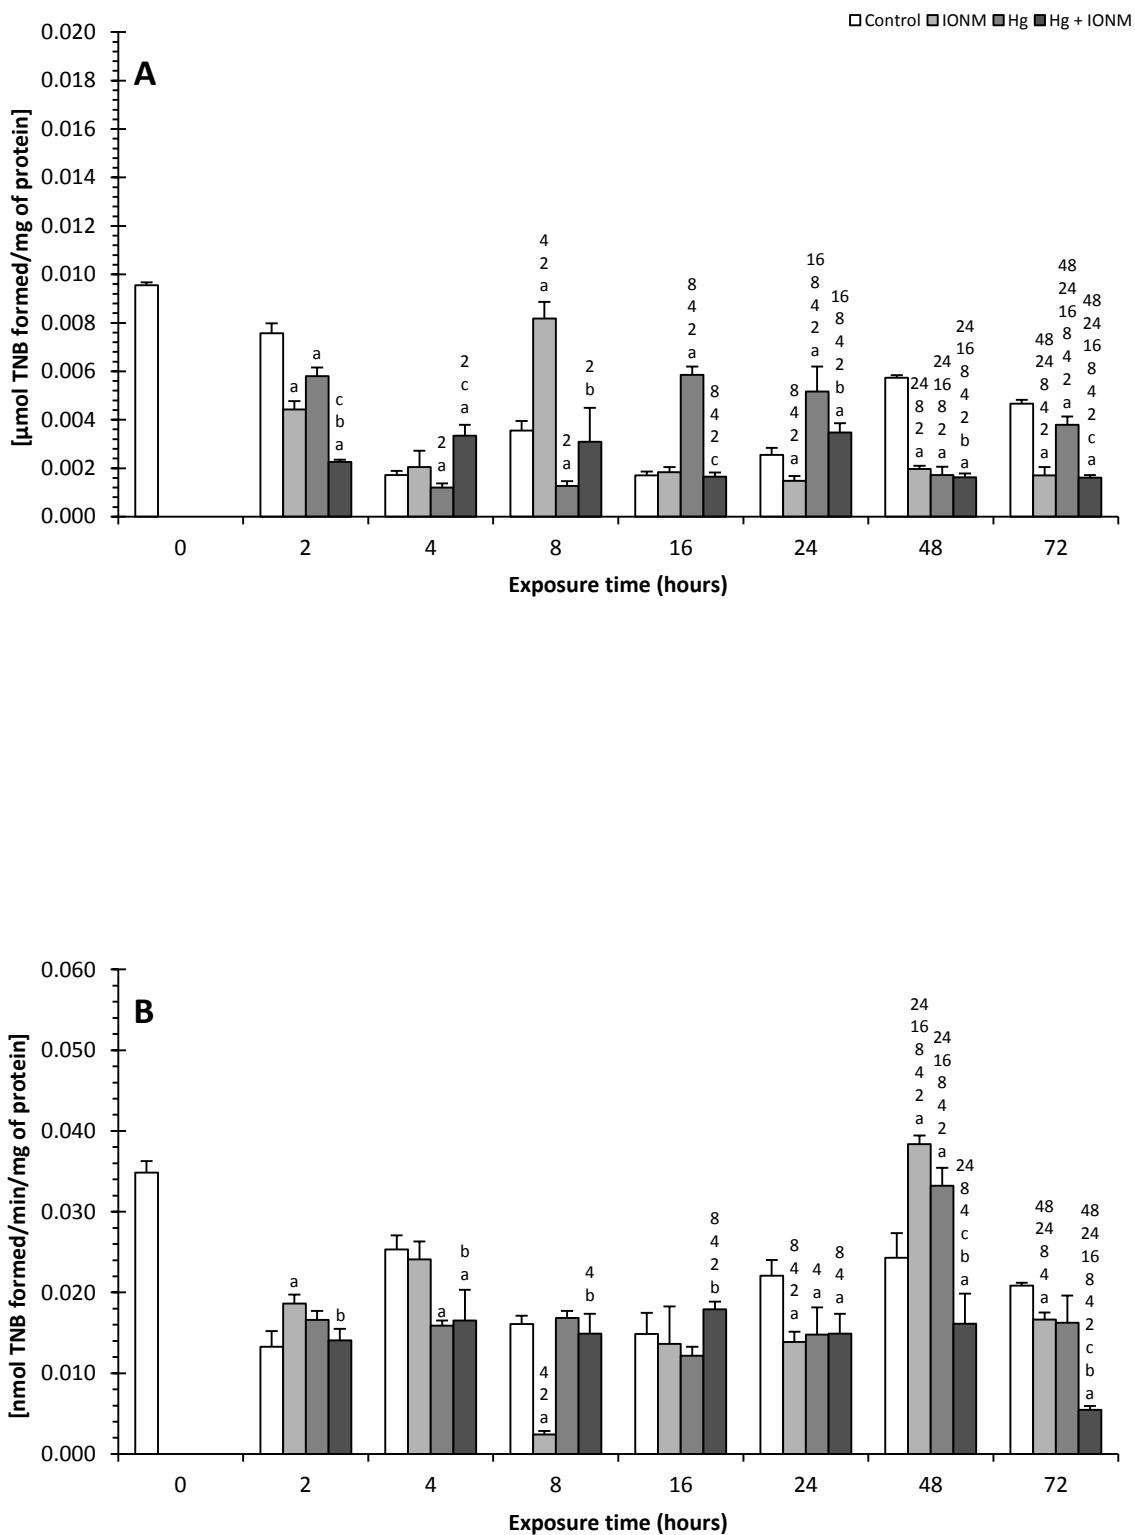 Control IONM Hg Hg + IONM
A
[µmol TNB formed/mg of protein]
0.020
0.018
0.016
0.014
0.012
0.010
0.008
0.006
0.004
0.002
0.000
a
a
c
b
a
2
a
2
c
a
4
2
a
2
a
2
b
8
4
2
a
8
4
2
c
8
4
2
a
16
8
4
2
a
16
8
4
2
b
a
24
8
2
a
24
16
8
2
a
24
16
8
4
2
b
a
48
24
8
4
2
a
48
24
16
8
4
2
a
48
24
16
8
4
2
c
a
0 2 4 8 16 24 48 72
Exposure time (hours)
B
[nmol TNB formed/min/mg of protein]
0.060
0.050
0.040
0.030
0.020
0.010
0.000
a
b
a
b
a
4
2
a
4
b
8
4
2
b
8
4
2
a
4
a
8
4
a
24
16
8
4
2
a
24
16
8
4
2
a
24
8
4
c
b
a
48
24
8
4
a
48
24
16
8
4
2
c
b
a
0 2 4 8 16 24 48 72
Exposure time (hours)